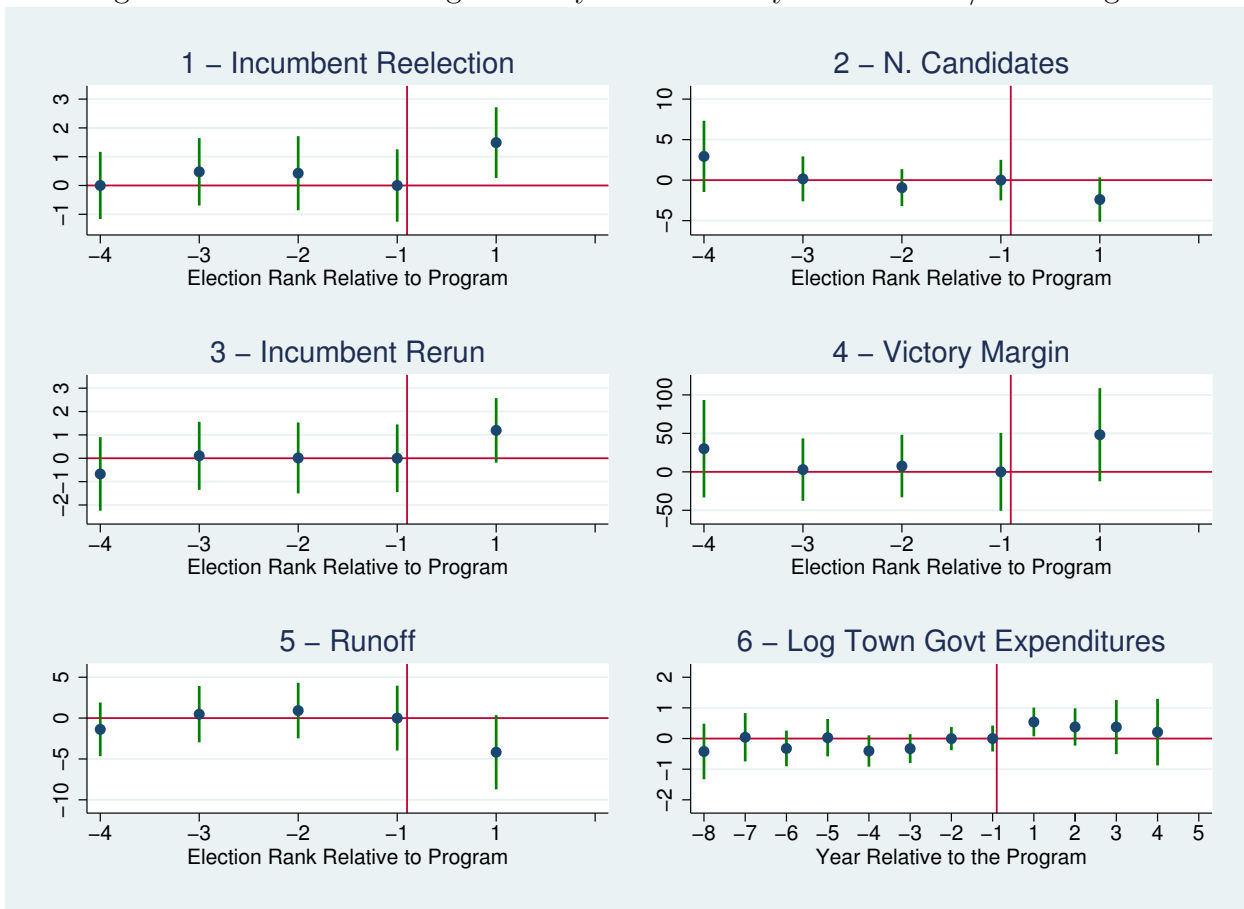 1 – Incumbent Reelection
3
2
1
0
−1
−4 −3 −2 −1 1
Election Rank Relative to Program
2 – N. Candidates
10
5
0
−5
−4 −3 −2 −1 1
Election Rank Relative to Program
3 – Incumbent Rerun
3
2
1
0
−1
−2
−4 −3 −2 −1 1
Election Rank Relative to Program
4 – Victory Margin
100
50
0
−50
−4 −3 −2 −1 1
Election Rank Relative to Program
5 – Runoff
5
0
−5
−10
−4 −3 −2 −1 1
Election Rank Relative to Program
6 – Log Town Govt Expenditures
2
1
0
−1
−2
−8 −7 −6 −5 −4 −3 −2 −1 1 2 3 4 5
Year Relative to the Program